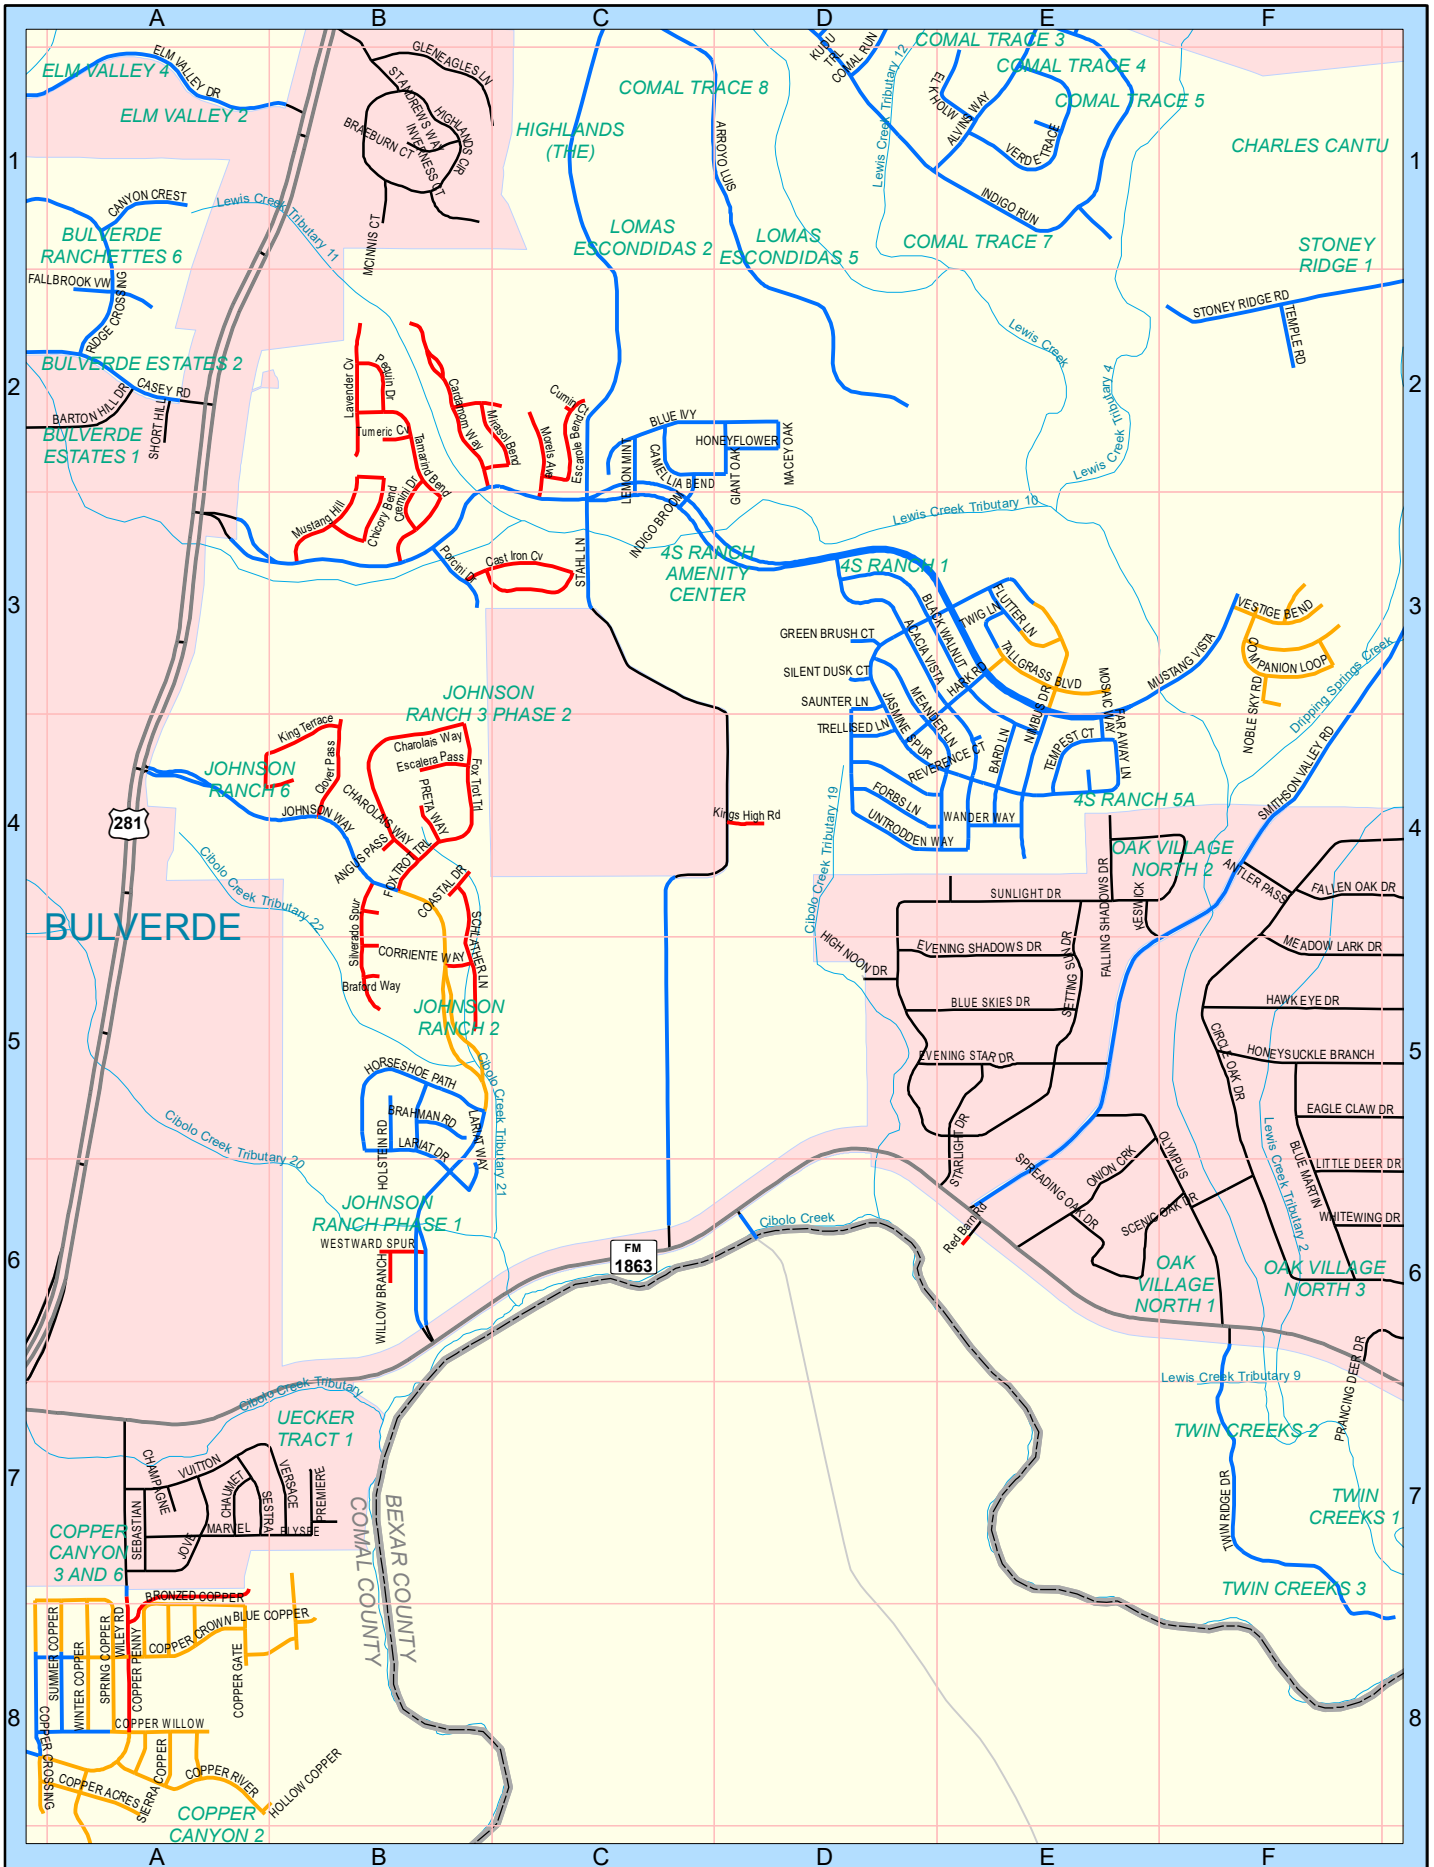 A
B
C
D
E
F
1
2
3
4
5
6
7
8
1
2
3
4
5
6
7
8
A
B
C
D
E
F
ELM VALLEY 4
ELM VALLEY DR
ELM VALLEY 2
GLENEAGLES LN
ST ANDREWS WAY
HIGHLANDS CIR
BRAEBURN CT
INVERNESS CT
MCINNIS CT
HIGHLANDS
(THE)
COMAL TRACE 8
ARROYO LUIS
KUDU TRL
COMAL RUN
Lewis Creek Tributary 12
COMAL TRACE 3
COMAL TRACE 4
COMAL TRACE 5
ELK HOLW
ALVINS WAY
VERDE TRACE
INDIGO RUN
COMAL TRACE 7
CHARLES CANTU
CANYON CREST
Lewis Creek Tributary 11
BULVERDE
RANCHETTES 6
FALLBROOK VW
RIDGE CROSSING
LOMAS
ESCONDIDAS 2
LOMAS
ESCONDIDAS 5
STONEY
RIDGE 1
STONEY RIDGE RD
TEMPLE RD
Lewis Creek
Lewis Creek Tributary 4
BULVERDE ESTATES 2
CASEY RD
BARTON HILL DR
SHORT HILL
BULVERDE
ESTATES 1
Lavender Cv
Pequin Dr
Tumeric Cv
Tamarind Bend
Cardamom Way
Mirasol Bend
Morels Ave
Cumin Ct
Escarole Bend
BLUE IVY
HONEYFLOWER
LEMON MINT
CAMELLIA BEND
GIANT OAK
MACEY OAK
INDIGO BROON
Mustang Hill
Chicory Bend
Cremini Dr
Porcini Dr
Cast Iron Cv
STAHL LN
Lewis Creek Tributary 10
4S RANCH
AMENITY
CENTER
4S RANCH 1
BLACK WALNUT
ACACIA VISTA
TWIG LN
FLUTTER LN
GREEN BRUSH CT
SILENT DUSK CT
TALLGRASS BLVD
HARK RD
MOSAIC WAY
MUSTANG VISTA
VESTIGE BEND
COMPANION LOOP
NOBLE SKY RD
Dripping Springs Creek
SMITHSON VALLEY RD
SAUNTER LN
TRELLISED LN
JASMINE SPUR
MEANDER LN
NIMBUS DR
BARD LN
REVERENCE CT
TEMPEST CT
FAR AWAY LN
FORBS LN
UNTRODDEN WAY
WANDER WAY
4S RANCH 5A
JOHNSON
RANCH 3 PHASE 2
King Terrace
Clover Pass
Charolais Way
Escalera Pass
Fox Trot Trl
JOHNSON
RANCH 6
JOHNSON WAY
CHAROLAIS WAY
PRETA WAY
ANGUS PASS
FOX TROT TRL
Kings High Rd
281
Cibolo Creek Tributary 22
Cibolo Creek Tributary 19
COASTAL DR
SCHLATHER LN
Silverado Spur
CORRIENTE WAY
Braford Way
JOHNSON
RANCH 2
BULVERDE
OAK VILLAGE
NORTH 2
ANTLER PASS
FALLEN OAK DR
SUNLIGHT DR
FALLING SHADOWS DR
KESWICK
HIGH NOON DR
EVENING SHADOWS DR
SETTING SUN DR
MEADOW LARK DR
BLUE SKIES DR
HAWK EYE DR
EVENING STAR DR
CIRCLE OAK DR
HONEYSUCKLE BRANCH
STARLIGHT DR
EAGLE CLAW DR
BLUE MARTIN
LITTLE DEER DR
WHITEWING DR
Lewis Creek Tributary 2
HORSESHOE PATH
BRAHMAN RD
LARIAT WAY
LARIAT DR
HOLSTEIN RD
Cibolo Creek Tributary 21
Cibolo Creek Tributary 20
JOHNSON
RANCH PHASE 1
WESTWARD SPUR
WILLOW BRANCH
FM
1863
Cibolo Creek
Red Barn Rd
SPREADING OAK DR
ONION CRK
OLYMPUS
SCENIC OAK DR
OAK
VILLAGE
NORTH 1
OAK VILLAGE
NORTH 3
PRANCING DEER DR
Lewis Creek Tributary 9
Cibolo Creek Tributary
UECKER
TRACT 1
TWIN CREEKS 2
TWIN RIDGE DR
TWIN
CREEKS 1
TWIN CREEKS 3
CHAMPAGNE
VUITTON
CHAUMET
VERSACE
SESTRA
PREMIERE
SEBASTIAN
JOVE
MARVEL
ELYSEE
COPPER
CANYON
3 AND 6
BEXAR COUNTY
COMAL COUNTY
BRONZED COPPER
SUMMER COPPER
WINTER COPPER
SPRING COPPER
WILEY RD
COPPER PENNY
COPPER CROWN
BLUE COPPER
COPPER GATE
COPPER WILLOW
COPPER CROSSING
COPPER ACRES
SIERRA COPPER
COPPER RIVER
HOLLOW COPPER
COPPER
CANYON 2